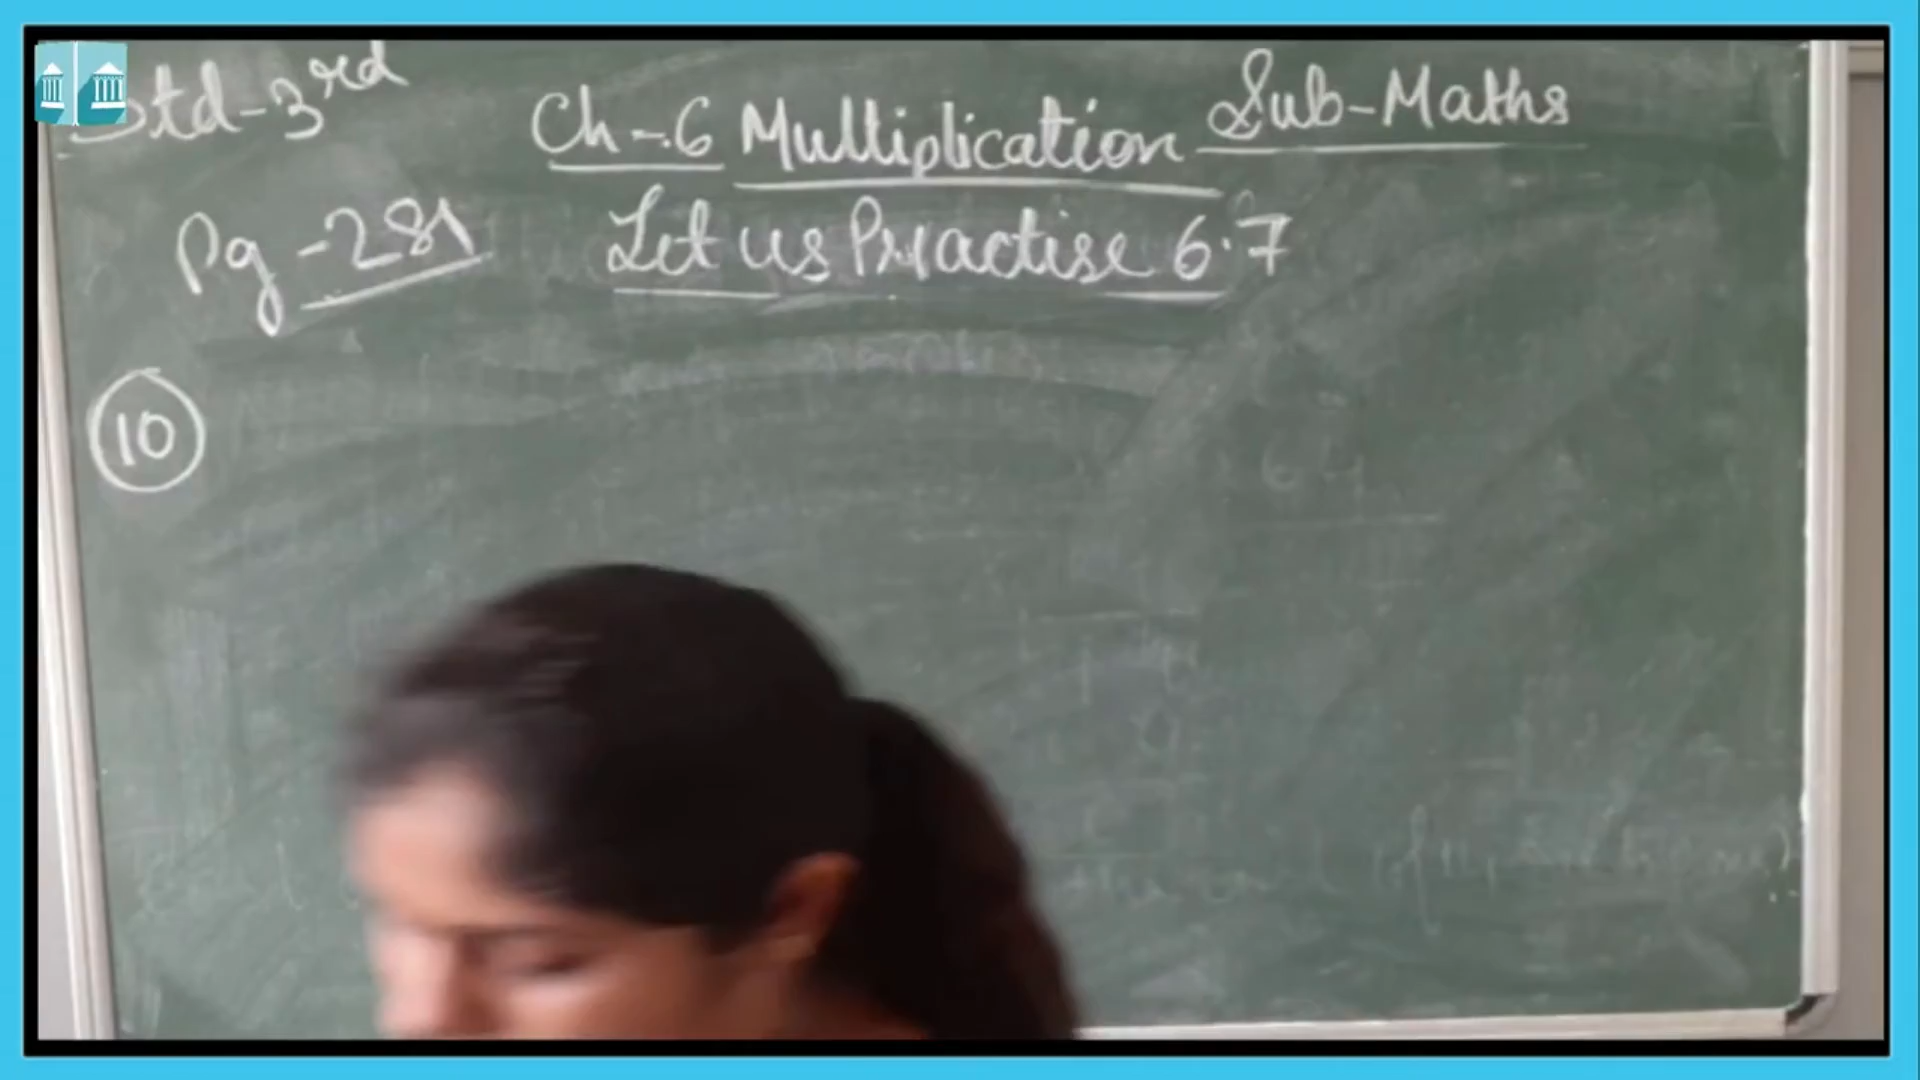 Std-3rd
Ch-6 Multiplication
Sub-Maths
Pg-281
Let us Practise 6.7
10